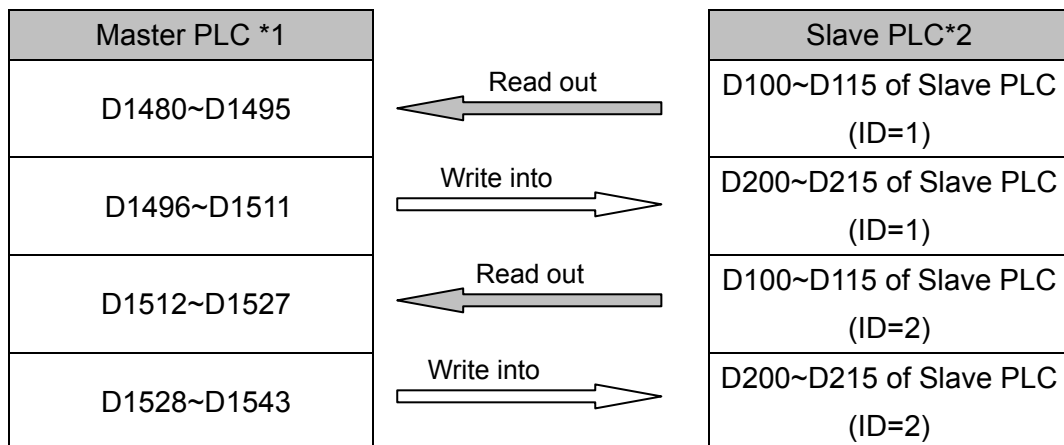 Master PLC *1
Slave PLC*2
D1480~D1495
Read out
D100~D115 of Slave PLC
(ID=1)
D1496~D1511
Write into
D200~D215 of Slave PLC
(ID=1)
D1512~D1527
Read out
D100~D115 of Slave PLC
(ID=2)
D1528~D1543
Write into
D200~D215 of Slave PLC
(ID=2)